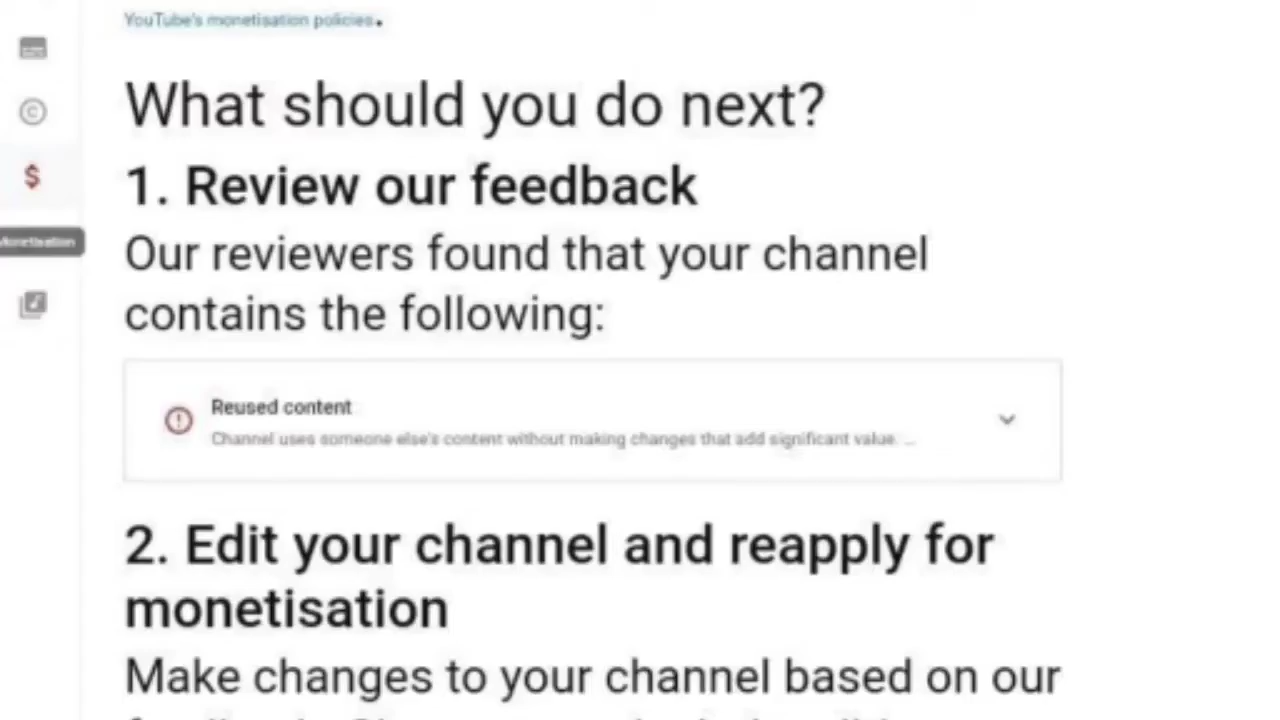 YouTube's monetisation policies.
What should you do next?
1. Review our feedback
Our reviewers found that your channel
contains the following:
Monetisation
Reused content
Channel uses someone else's content without making changes that add significant value. ...
2. Edit your channel and reapply for
monetisation
Make changes to your channel based on our